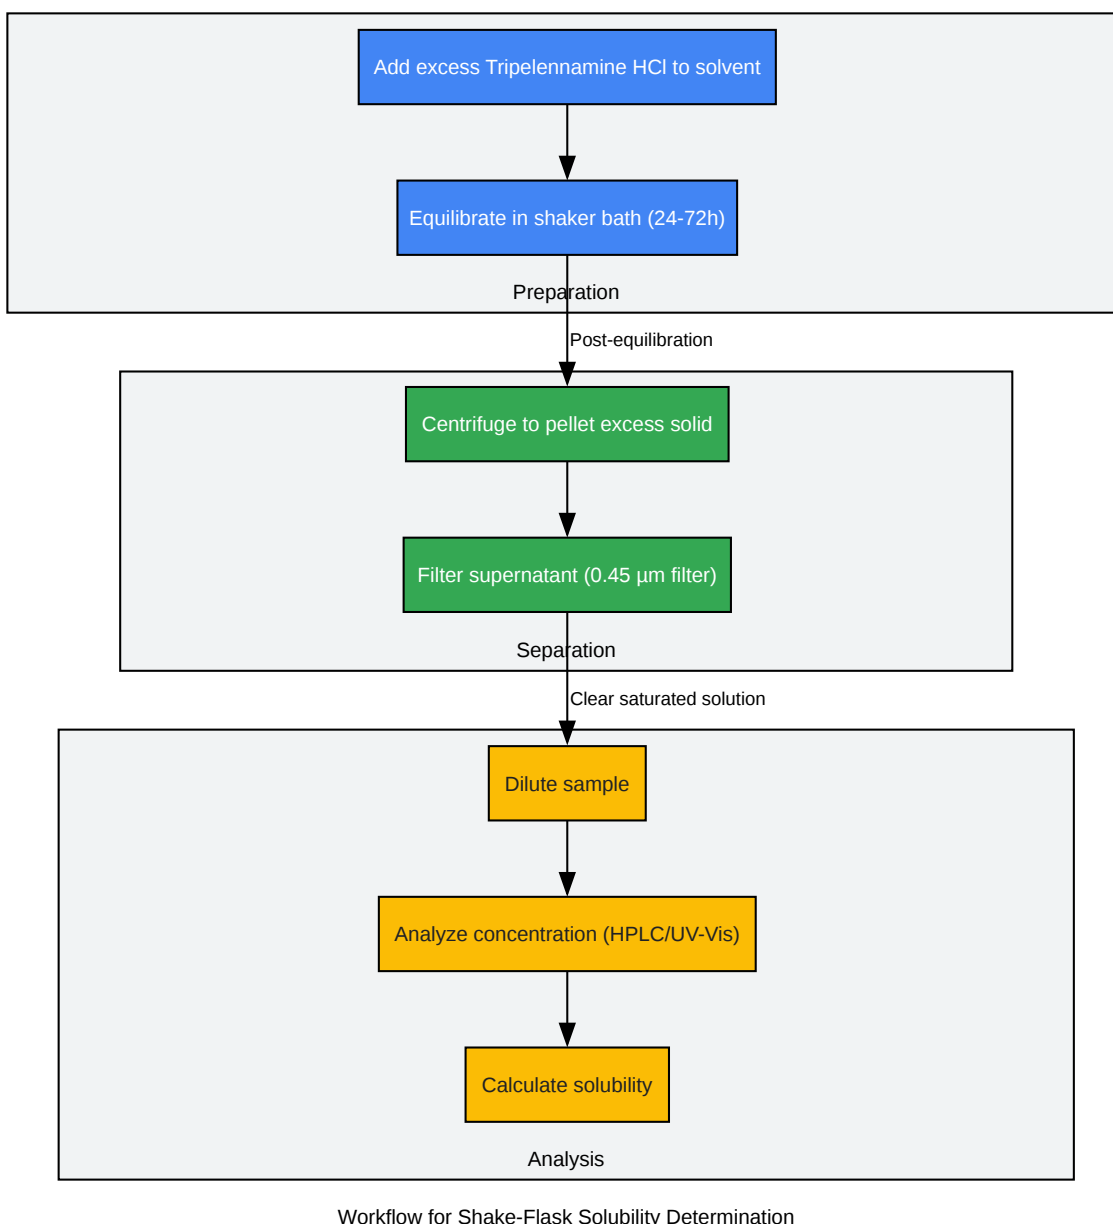 Add excess Tripelennamine HCl to solvent
Equilibrate in shaker bath (24-72h)
Preparation
Post-equilibration
Centrifuge to pellet excess solid
Filter supernatant (0.45 µm filter)
Separation
Clear saturated solution
Dilute sample
Analyze concentration (HPLC/UV-Vis)
Calculate solubility
Analysis
Workflow for Shake-Flask Solubility Determination